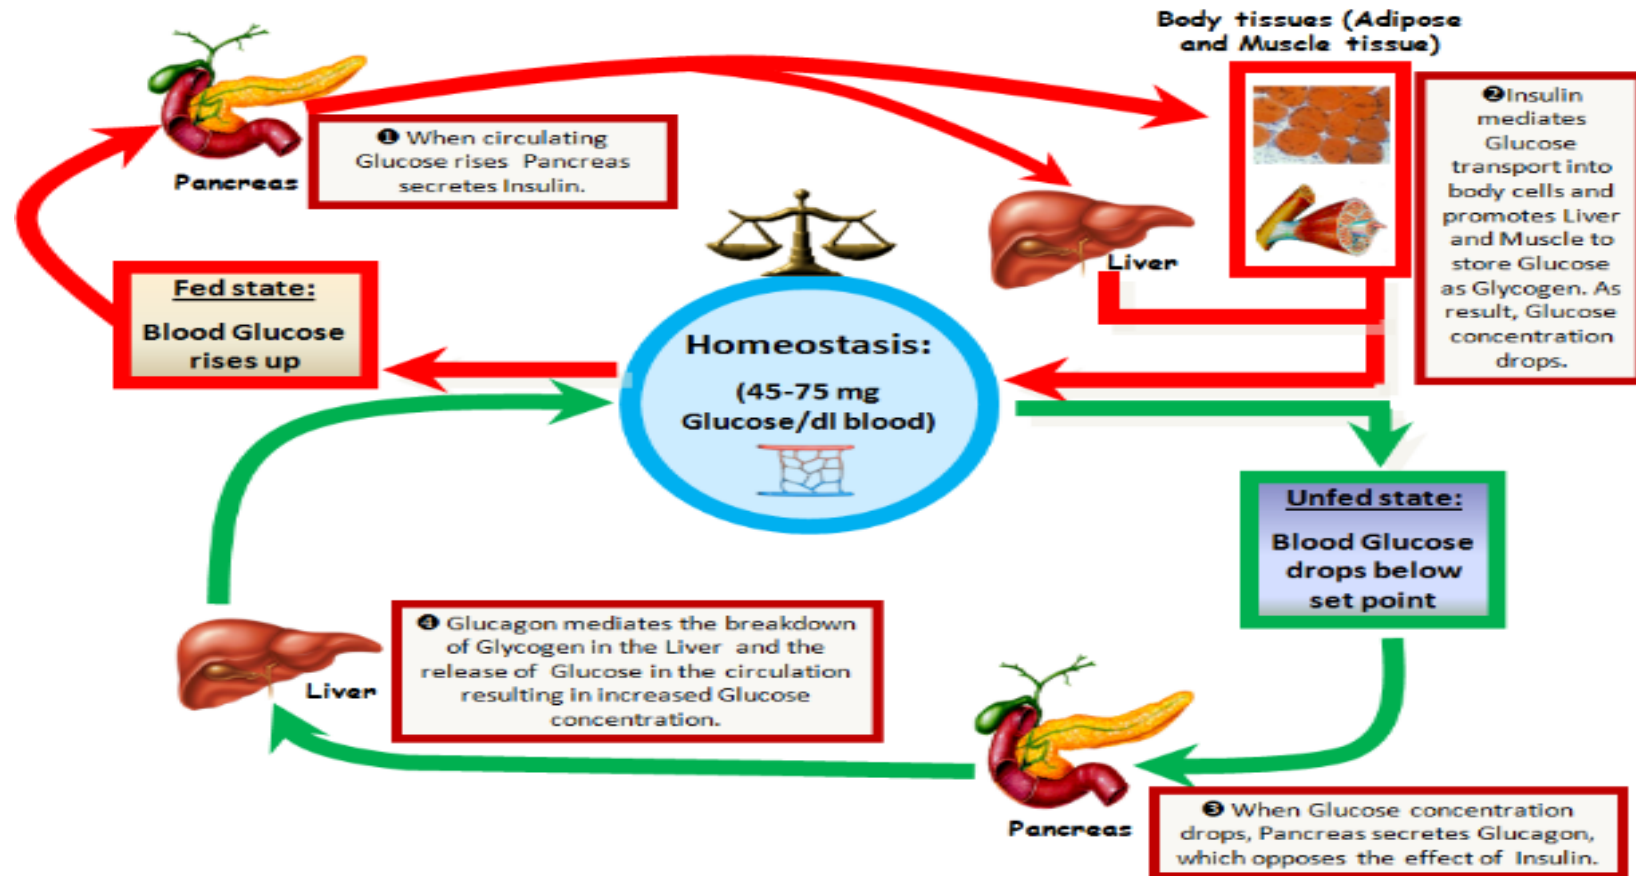 Body tissues (Adipose
and Muscle tissue)
❶ When circulating
Glucose rises Pancreas
secretes Insulin.
Pancreas
❷Insulin
mediates
Glucose
transport into
body cells and
promotes Liver
and Muscle to
store Glucose
as Glycogen. As
result, Glucose
concentration
drops.
Liver
Fed state:
Blood Glucose
rises up
Homeostasis:
(45-75 mg
Glucose/dl blood)
Unfed state:
Blood Glucose
drops below
set point
❹ Glucagon mediates the breakdown
of Glycogen in the Liver and the
release of Glucose in the circulation
resulting in increased Glucose
concentration.
Liver
Pancreas
❸ When Glucose concentration
drops, Pancreas secretes Glucagon,
which opposes the effect of Insulin.